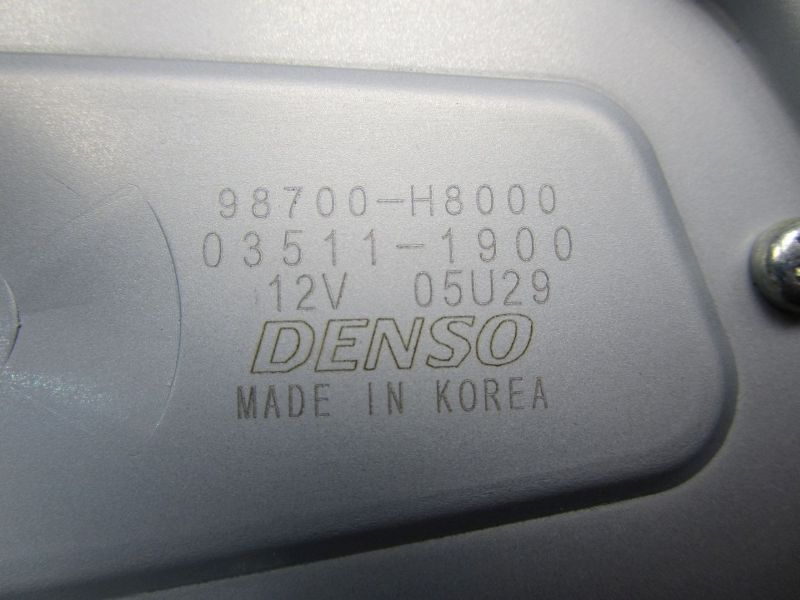 98700-H8000
03511-1900
12V 05U29
DENSO
MADE IN KOREA